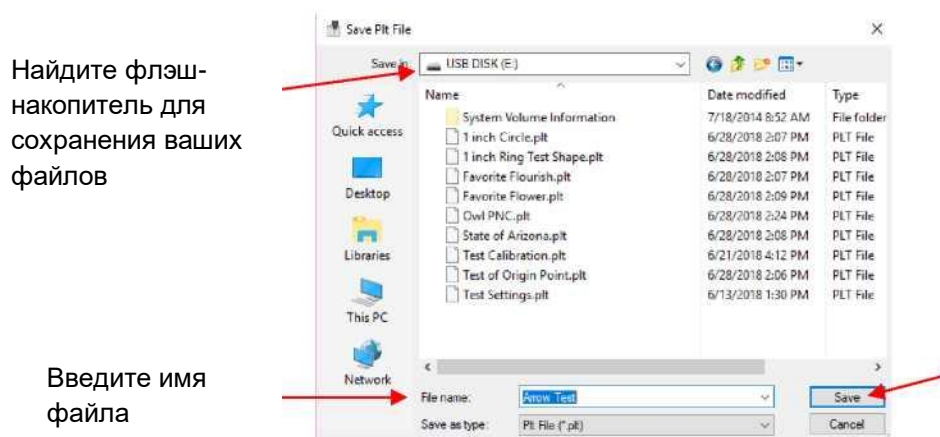 Save Plt File
Save in:
USB DISK (E:)
Найдите флэш-
накопитель для
сохранения ваших
файлов
Name Date modified Type
System Volume Information 7/18/2014 8:52 AM File folder
1 inch Circle.plt 6/28/2018 2:07 PM PLT File
1 inch Ring Test Shape.plt 6/28/2018 2:08 PM PLT File
Favorite Flourish.plt 6/28/2018 2:07 PM PLT File
Favorite Flower.plt 6/28/2018 2:09 PM PLT File
Owl PNC.plt 6/28/2018 2:24 PM PLT File
State of Arizona.plt 6/28/2018 2:08 PM PLT File
Test Calibration.plt 6/21/2018 4:12 PM PLT File
Test of Origin Point.plt 6/28/2018 2:06 PM PLT File
Test Settings.plt 6/13/2018 1:30 PM PLT File
Quick access
Desktop
Libraries
This PC
Network
Введите имя
файла
File name: Arrow Test Save
Save as type: Plt File (*.plt) Cancel